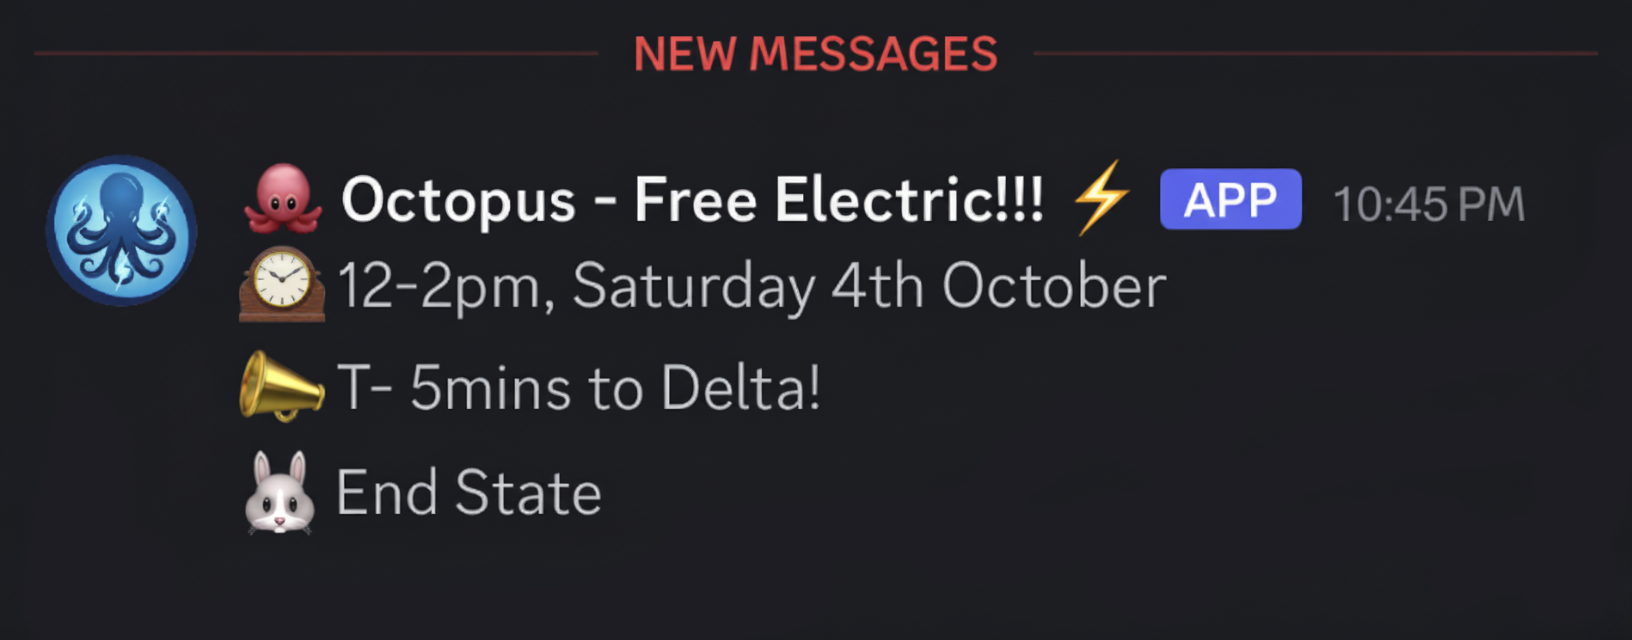 NEW MESSAGES
🐙 Octopus - Free Electric!!! ⚡ APP 10:45 PM
🕰️ 12-2pm, Saturday 4th October
📣 T- 5mins to Delta!
🐰 End State